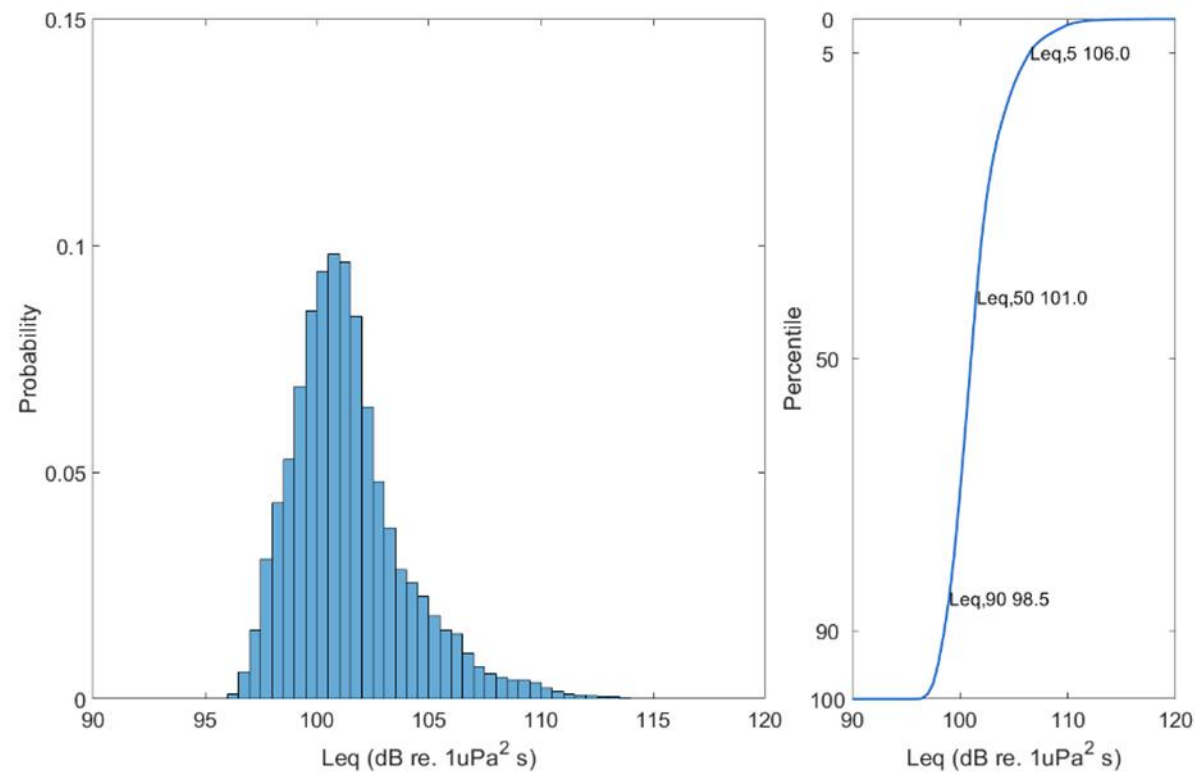 0.15
0.1
0.05
0
Probability
90 95 100 105 110 115 120
Leq (dB re. 1uPa² s)
0
5
50
90
100
Percentile
Leq,5 106.0
Leq,50 101.0
Leq,90 98.5
90 100 110 120
Leq (dB re. 1uPa² s)